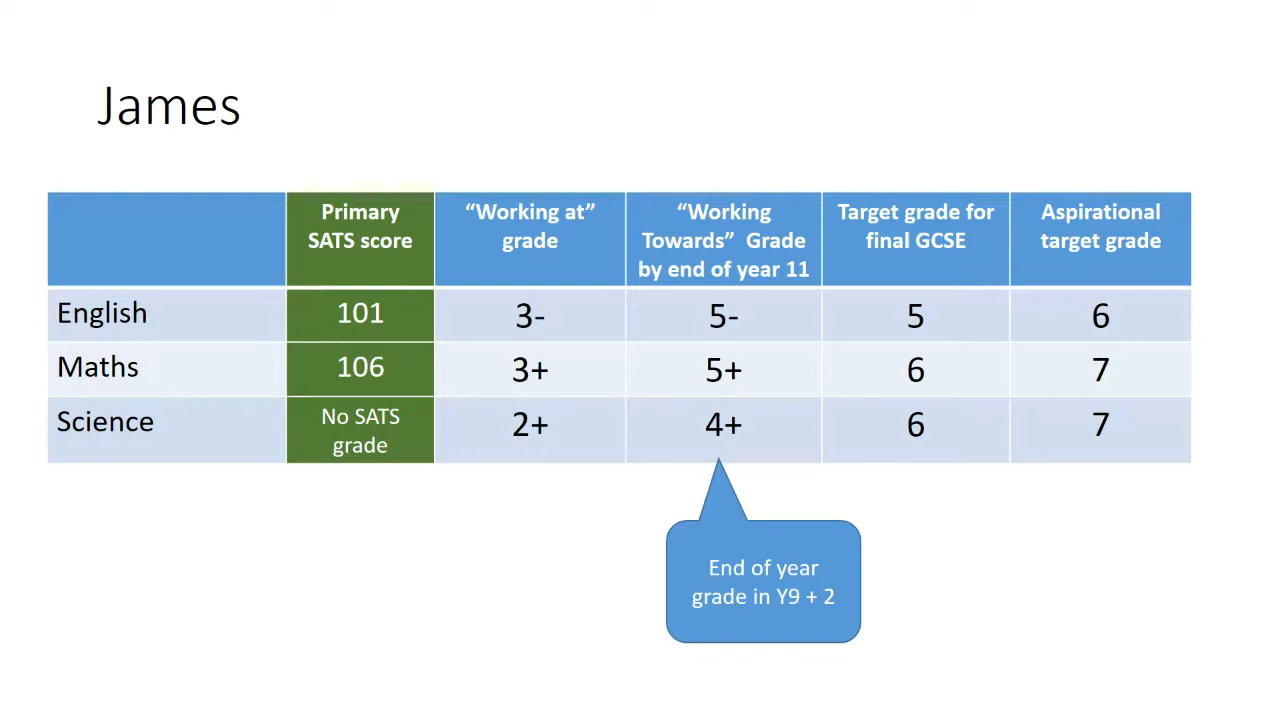 James
Primary SATS score
“Working at” grade
“Working Towards”  Grade by end of year 11
Target grade for final GCSE
Aspirational target grade
English 101 3- 5- 5 6
Maths 106 3+ 5+ 6 7
Science No SATS grade 2+ 4+ 6 7
End of year
grade in Y9 + 2